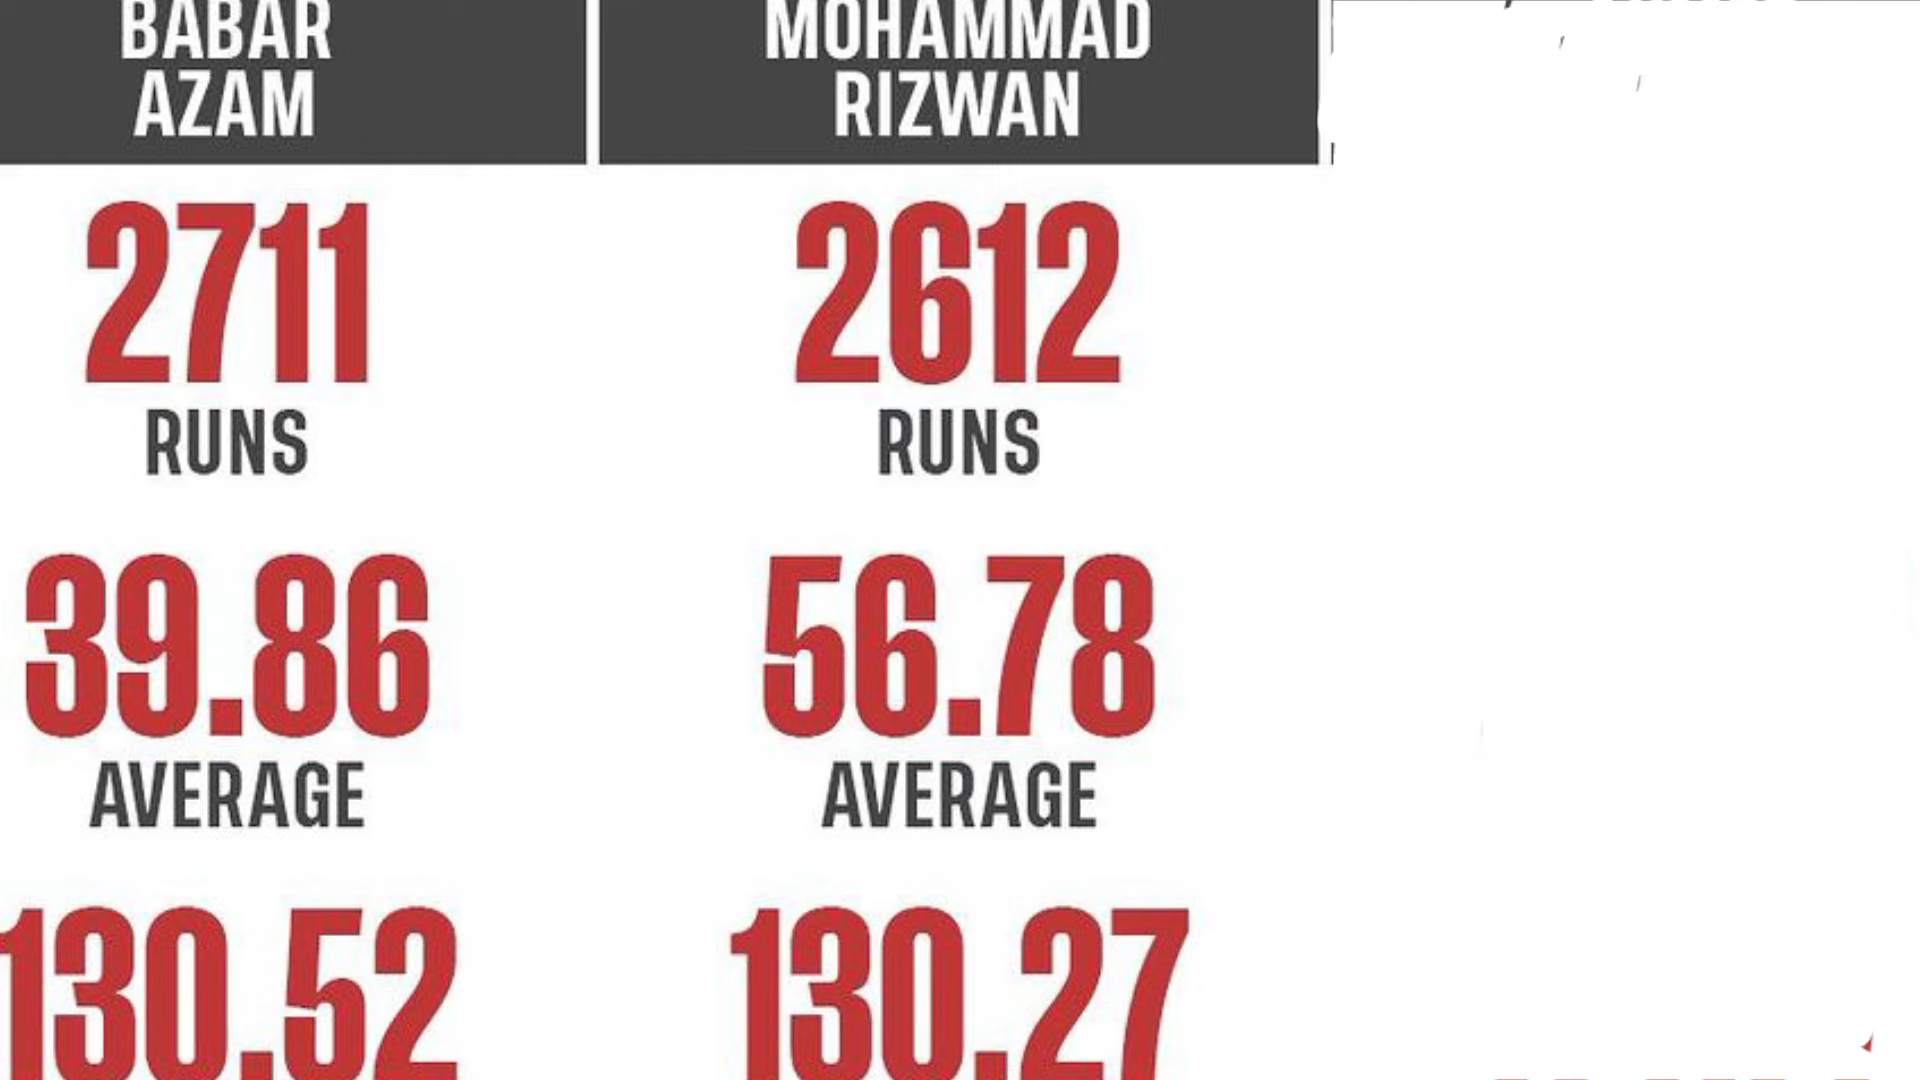 BABAR
AZAM
2711
RUNS
39.86
AVERAGE
130.52
MOHAMMAD
RIZWAN
2612
RUNS
56.78
AVERAGE
130.27